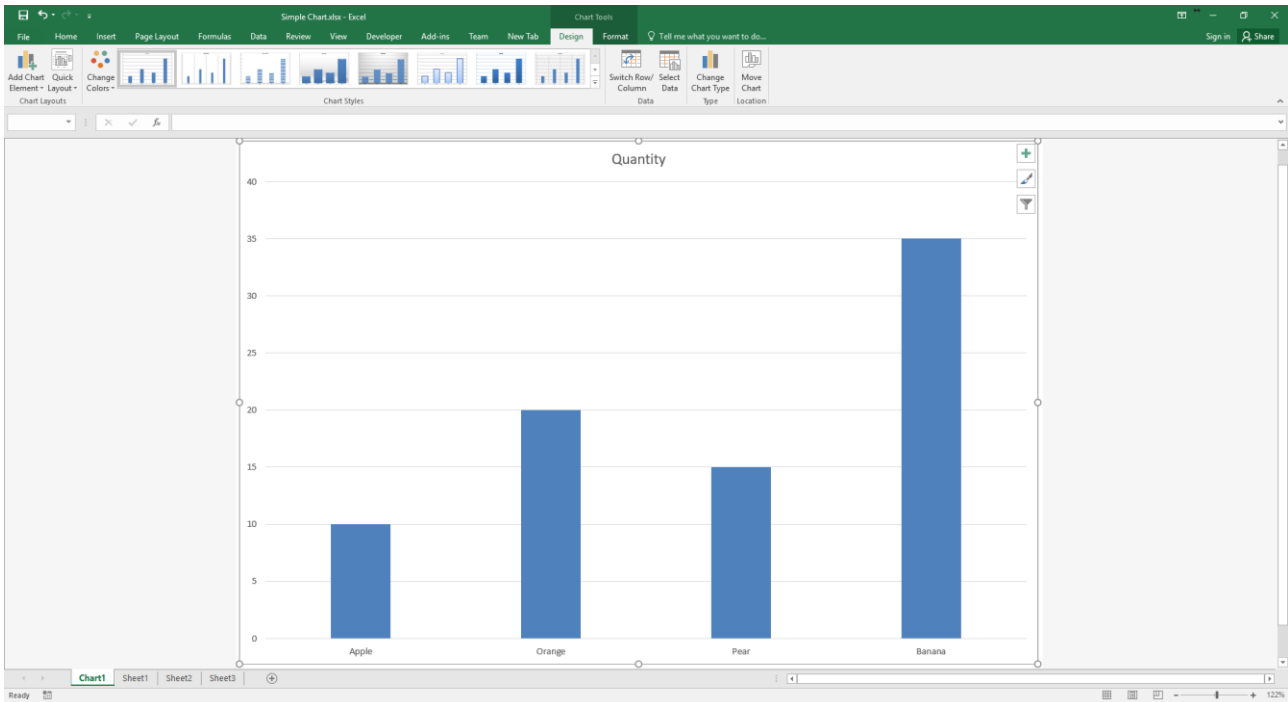 Simple Chart.xlsx - Excel
Chart Tools
File Home Insert Page Layout Formulas Data Review View Developer Add-ins Team New Tab Design Format Tell me what you want to do... Sign in Share
Add Chart Element Quick Layout Change Colors Switch Row/ Column Select Data Change Chart Type Move Chart
Chart Layouts Chart Styles Data Type Location
fx
Quantity
40
35
30
25
20
15
10
5
0
Apple Orange Pear Banana
Chart1 Sheet1 Sheet2 Sheet3
Ready 122%